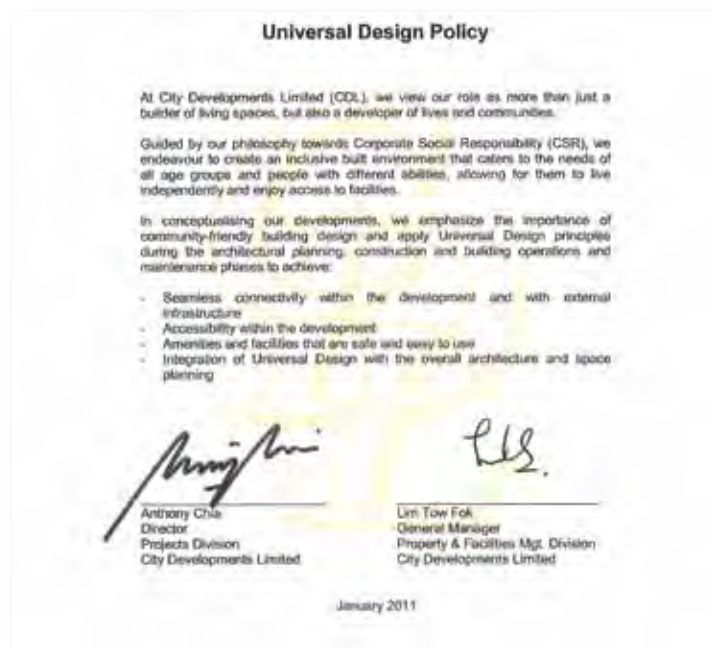 Universal Design Policy
At City Developments Limited (CDL), we view our role as more than just a
builder of living spaces, but also a developer of lives and communities.
Guided by our philosophy towards Corporate Social Responsibility (CSR), we
endeavour to create an inclusive built environment that caters to the needs of
all age groups and people with different abilities, allowing for them to live
independently and enjoy access to facilities.
In conceptualising our developments, we emphasize the importance of
community-friendly building design and apply Universal Design principles
during the architectural planning, construction and building operations and
maintenance phases to achieve:
- Seamless connectivity within the development and with external
infrastructure
- Accessibility within the development
- Amenities and facilities that are safe and easy to use
- Integration of Universal Design with the overall architecture and space
planning
Anthony Chia
Director
Projects Division
City Developments Limited
Lim Tow Fok
General Manager
Property & Facilities Mgt. Division
City Developments Limited
January 2011